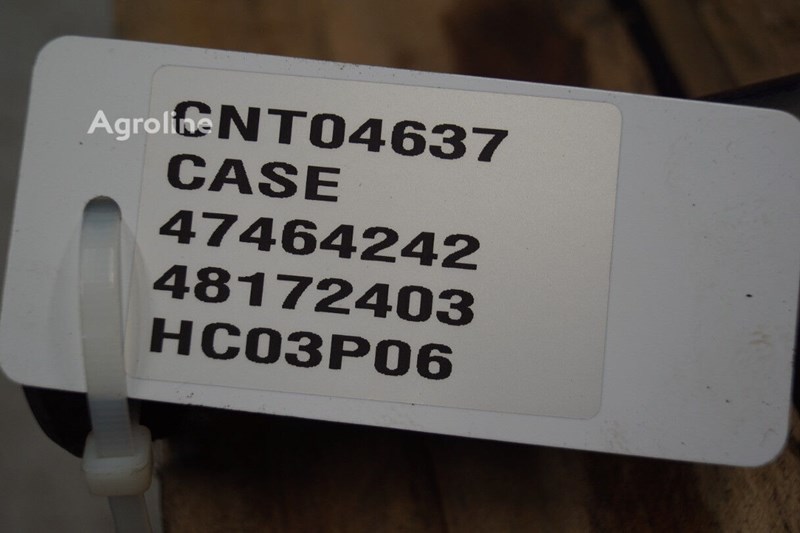 Agroline
CNT04637
CASE
47464242
48172403
HC03P06